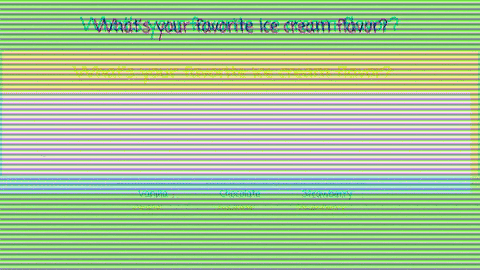 What's your favorite ice cream flavor?
What's your favorite ice cream flavor?
Vanilla
Chocolate
Strawberry